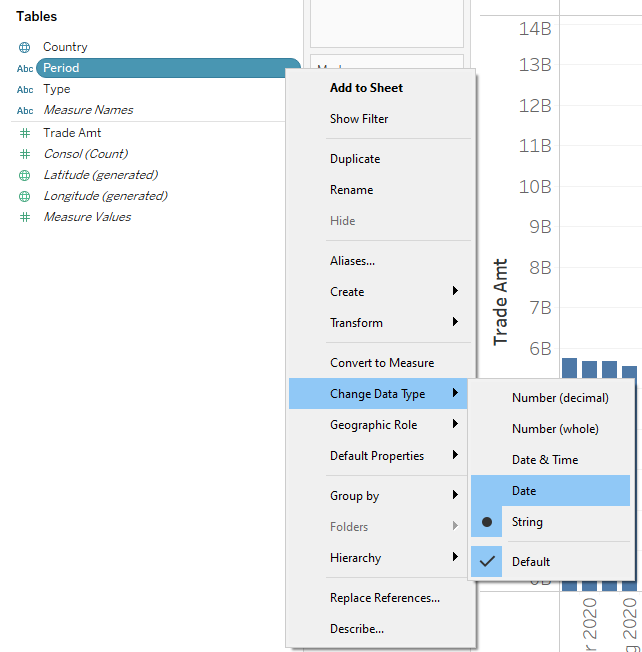 Tables
Country
Abc Period
Abc Type
Abc Measure Names
Trade Amt
Consol (Count)
Latitude (generated)
Longitude (generated)
Measure Values
Add to Sheet
Show Filter
Duplicate
Rename
Hide
Aliases...
Create
Transform
Convert to Measure
Change Data Type
Geographic Role
Default Properties
Group by
Folders
Hierarchy
Replace References...
Describe...
Number (decimal)
Number (whole)
Date & Time
Date
String
Default
Trade Amt
14B
13B
12B
11B
10B
9B
8B
7B
6B
2020
2020